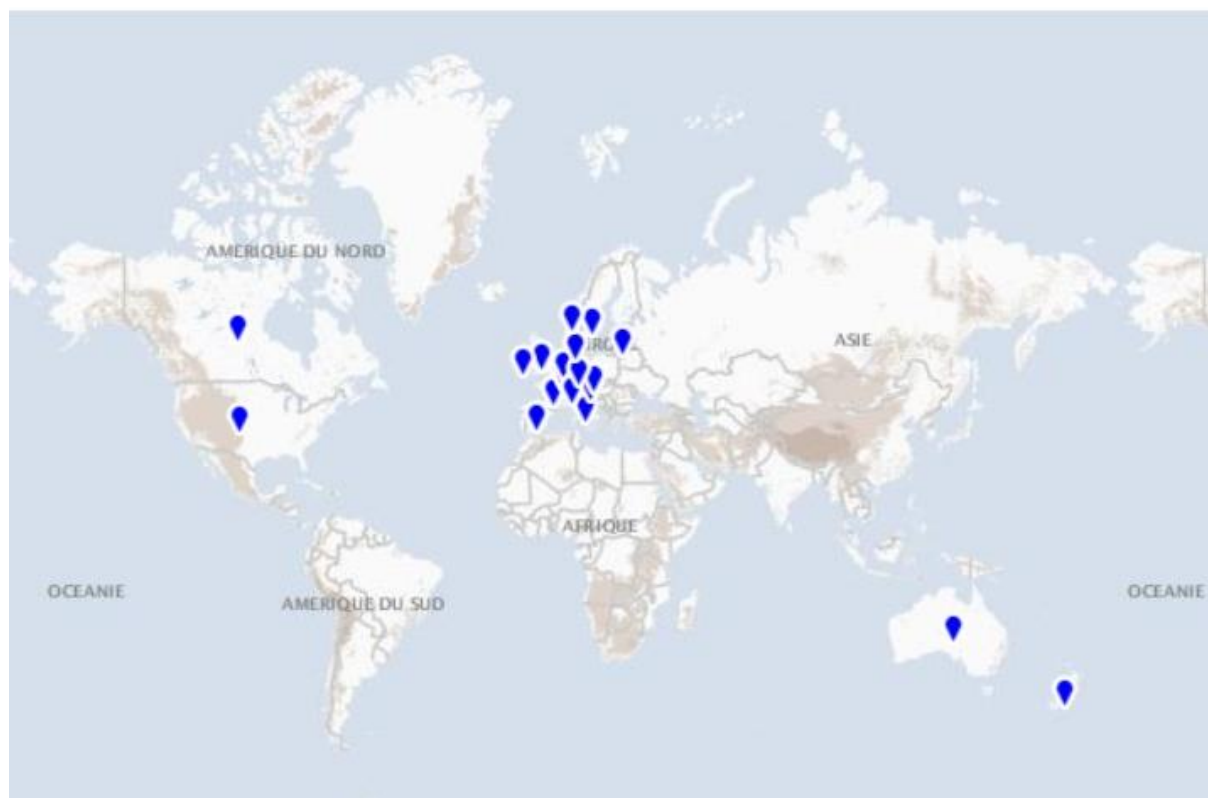 AMERIQUE DU NORD
ASIE
AFRIQUE
OCEANIE
OCEANIE
AMERIQUE DU SUD